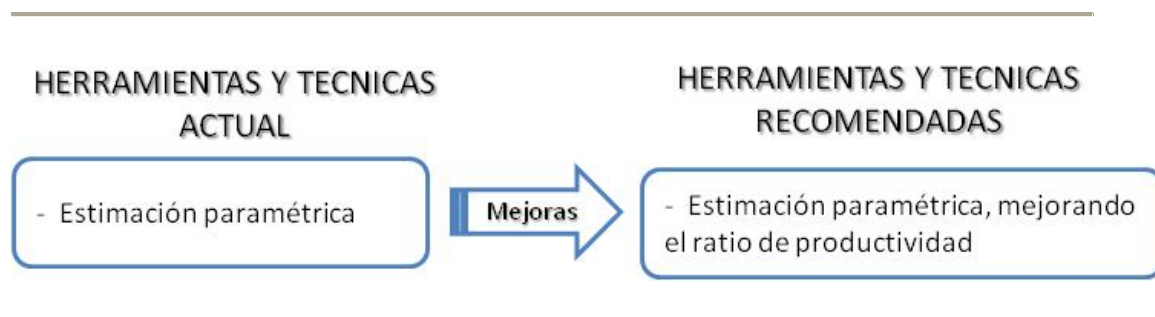 HERRAMIENTAS Y TECNICAS
ACTUAL
- Estimación paramétrica
Mejoras
HERRAMIENTAS Y TECNICAS
RECOMENDADAS
- Estimación paramétrica, mejorando
el ratio de productividad